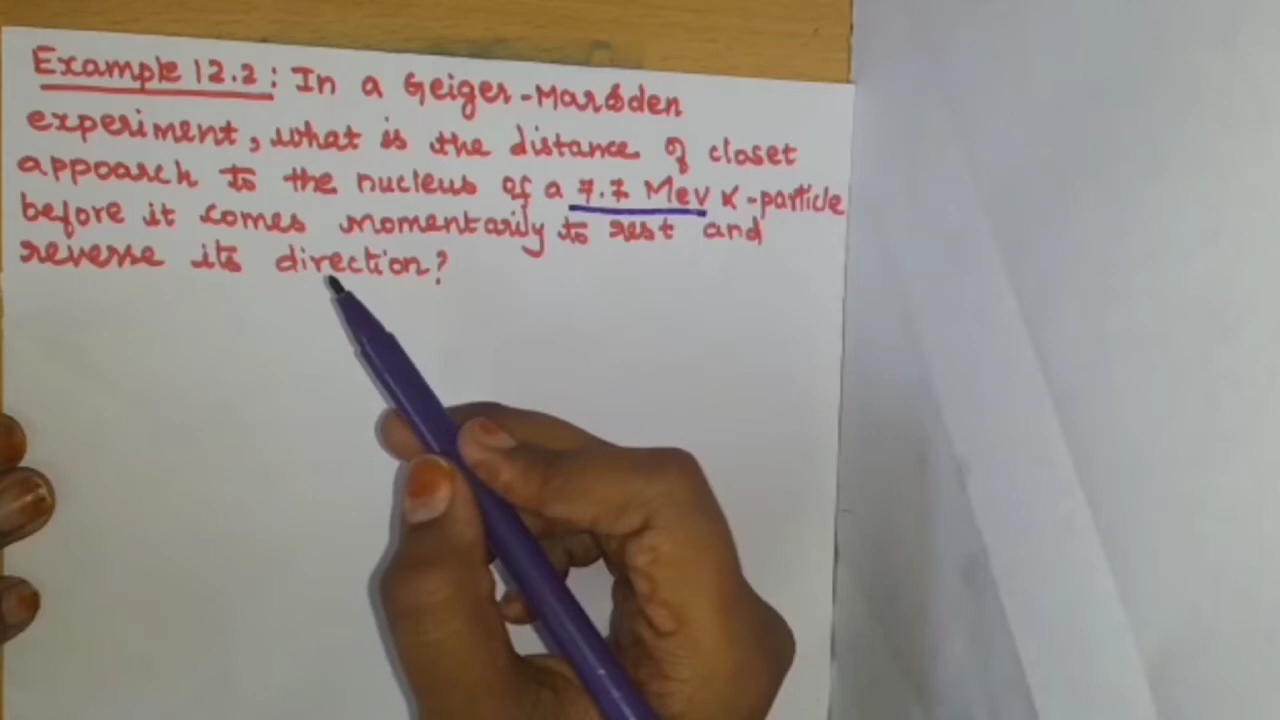 Example 12.2: In a Geiger-Marsden
experiment, what is the distance of closet
appoarch to the nucleus of a 7.7 Mev α-particle
before it comes momentarily to rest and
reverse its direction?